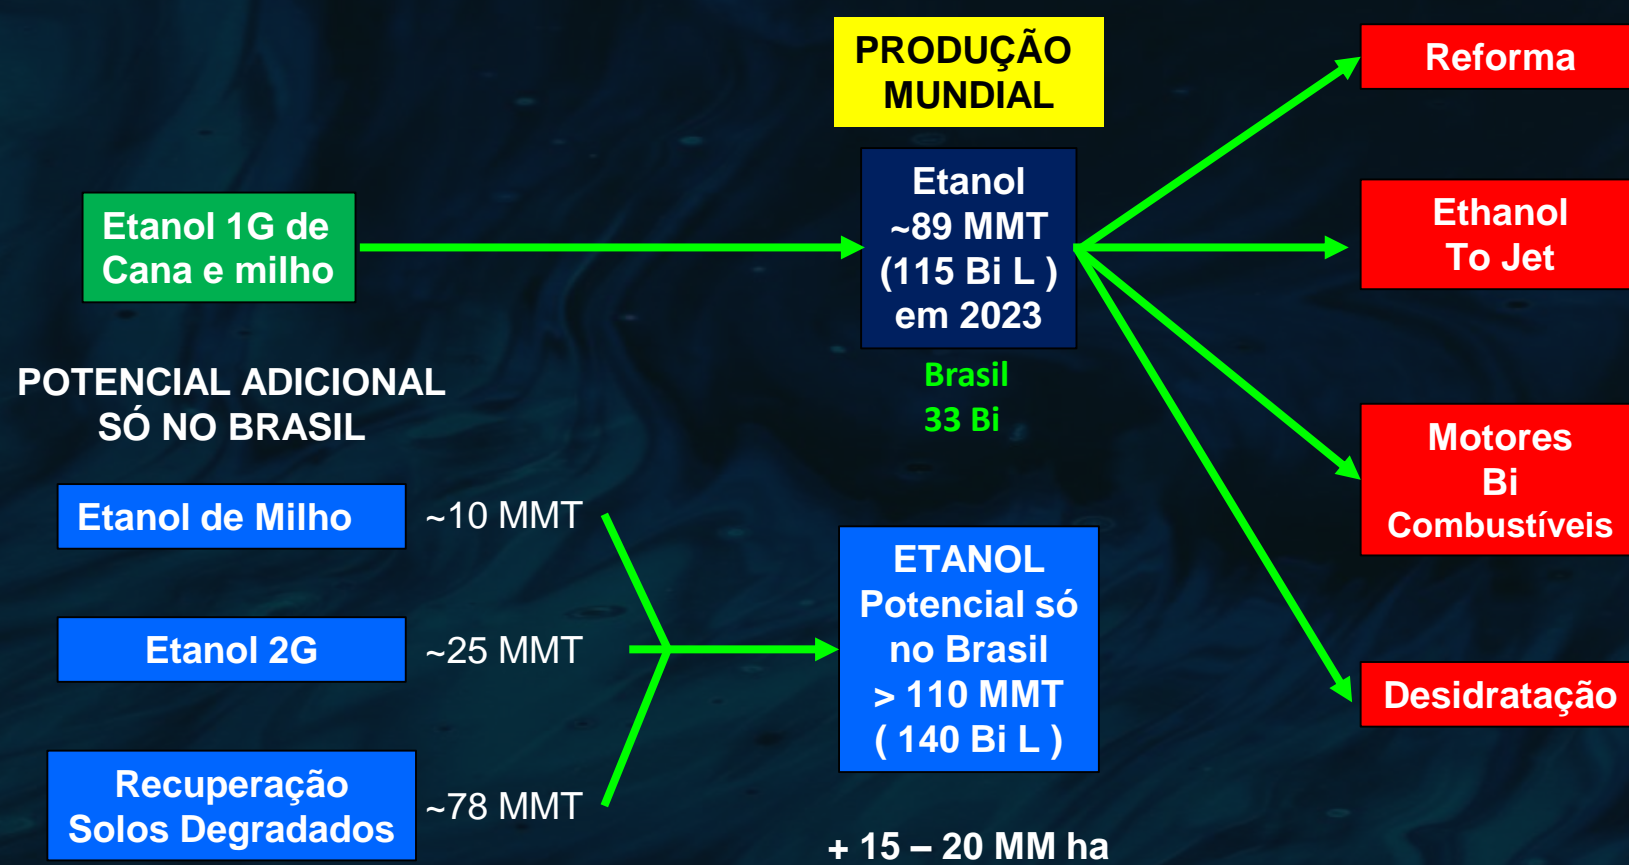 PRODUÇÃO
MUNDIAL
Etanol 1G de
Cana e milho
Etanol
~89 MMT
(115 Bi L )
em 2023
Brasil
33 Bi
Reforma
Ethanol
To Jet
Motores
Bi
Combustíveis
Desidratação
POTENCIAL ADICIONAL
SÓ NO BRASIL
Etanol de Milho
~10 MMT
Etanol 2G
~25 MMT
Recuperação
Solos Degradados
~78 MMT
ETANOL
Potencial só
no Brasil
> 110 MMT
( 140 Bi L )
+ 15 – 20 MM ha